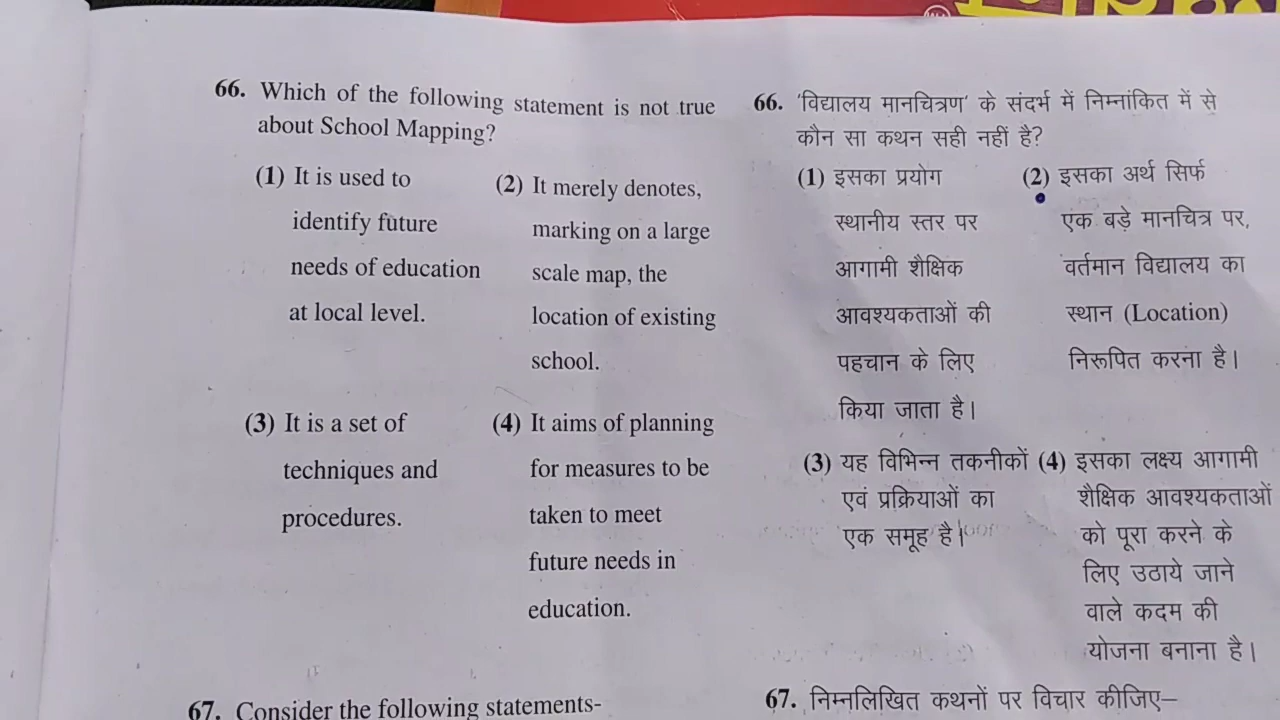 66. Which of the following statement is not true
about School Mapping?
(1) It is used to
identify future
needs of education
at local level.
(2) It merely denotes,
marking on a large
scale map, the
location of existing
school.
(3) It is a set of
techniques and
procedures.
(4) It aims of planning
for measures to be
taken to meet
future needs in
education.
67. Consider the following statements-
66. 'विद्यालय मानचित्रण' के संदर्भ में निम्नांकित में से
कौन सा कथन सही नहीं है?
(1) इसका प्रयोग
स्थानीय स्तर पर
आगामी शैक्षिक
आवश्यकताओं की
पहचान के लिए
किया जाता है।
(2) इसका अर्थ सिर्फ
एक बड़े मानचित्र पर,
वर्तमान विद्यालय का
स्थान (Location)
निरूपित करना है।
(3) यह विभिन्न तकनीकों
एवं प्रक्रियाओं का
एक समूह है।
(4) इसका लक्ष्य आगामी
शैक्षिक आवश्यकताओं
को पूरा करने के
लिए उठाये जाने
वाले कदम की
योजना बनाना है।
67. निम्नलिखित कथनों पर विचार कीजिए–